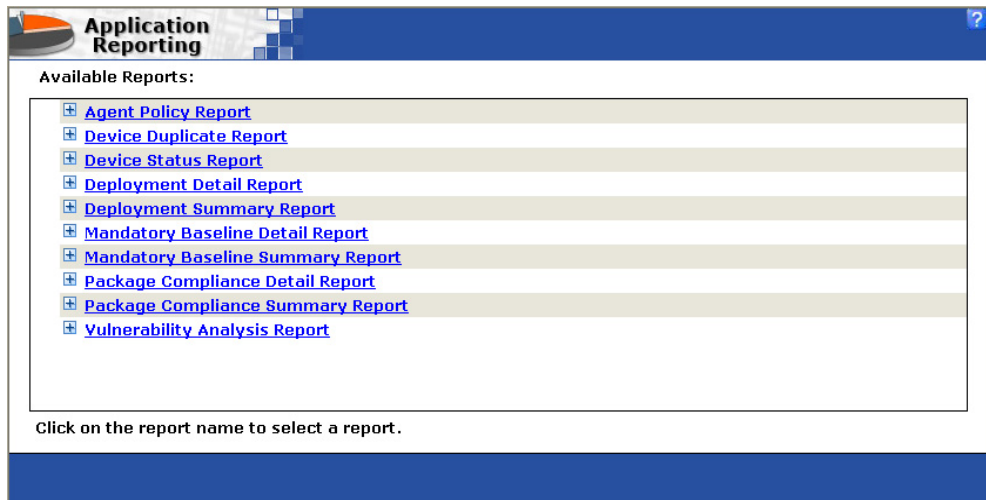 Application
Reporting
?
Available Reports:
Agent Policy Report
Device Duplicate Report
Device Status Report
Deployment Detail Report
Deployment Summary Report
Mandatory Baseline Detail Report
Mandatory Baseline Summary Report
Package Compliance Detail Report
Package Compliance Summary Report
Vulnerability Analysis Report
Click on the report name to select a report.